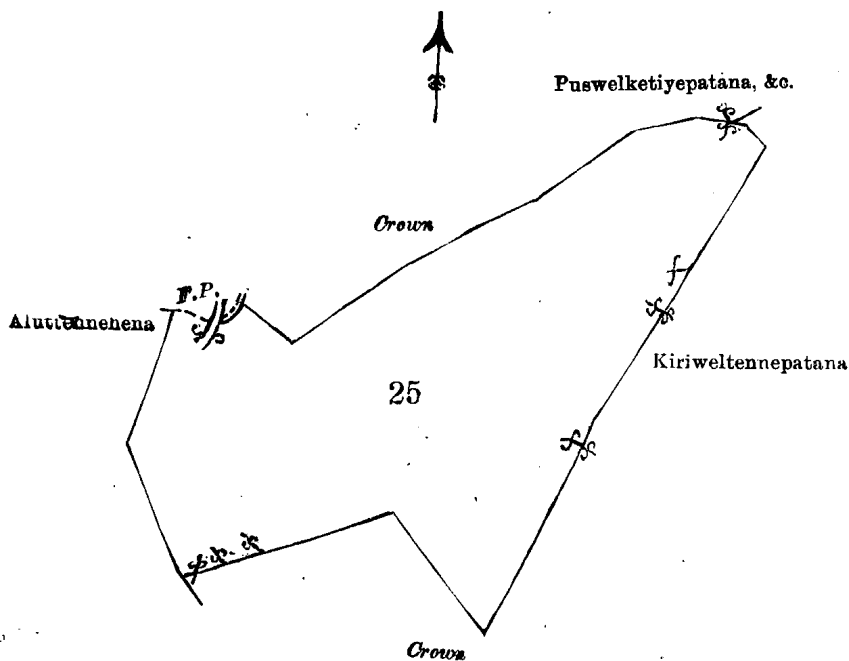 Puswelketiyepatana, &c.
Crown
F.P.
Aluttennehena
Kiriweltennepatana
25
Crown